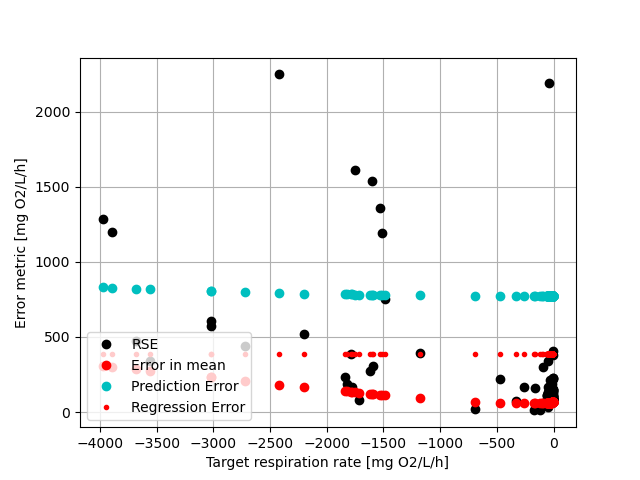 2000
1500
1000
500
0
Error metric [mg O2/L/h]
RSE
Error in mean
Prediction Error
Regression Error
−4000 −3500 −3000 −2500 −2000 −1500 −1000 −500 0
Target respiration rate [mg O2/L/h]